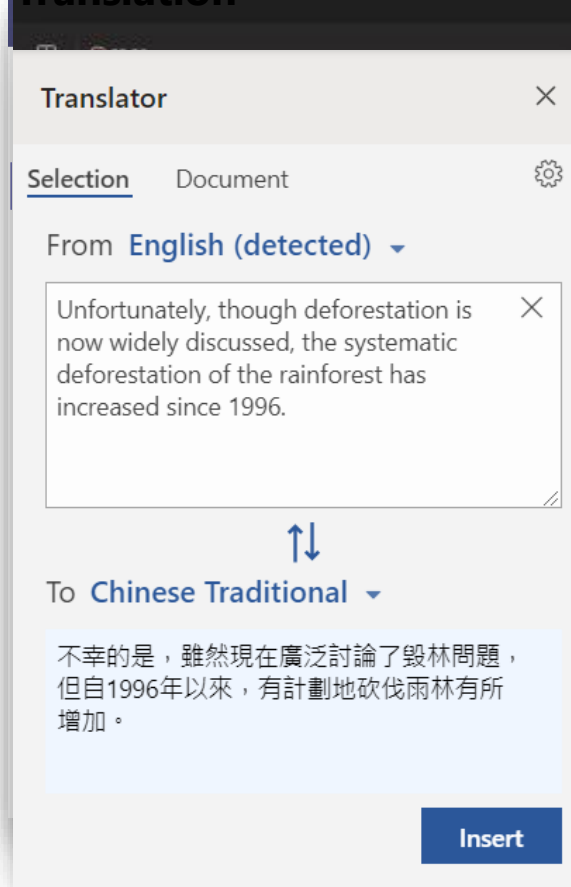 Translation
Translator
Selection Document
From English (detected)
Unfortunately, though deforestation is
now widely discussed, the systematic
deforestation of the rainforest has
increased since 1996.
To Chinese Traditional
不幸的是，雖然現在廣泛討論了毀林問題，
但自1996年以來，有計劃地砍伐雨林有所
增加。
Insert